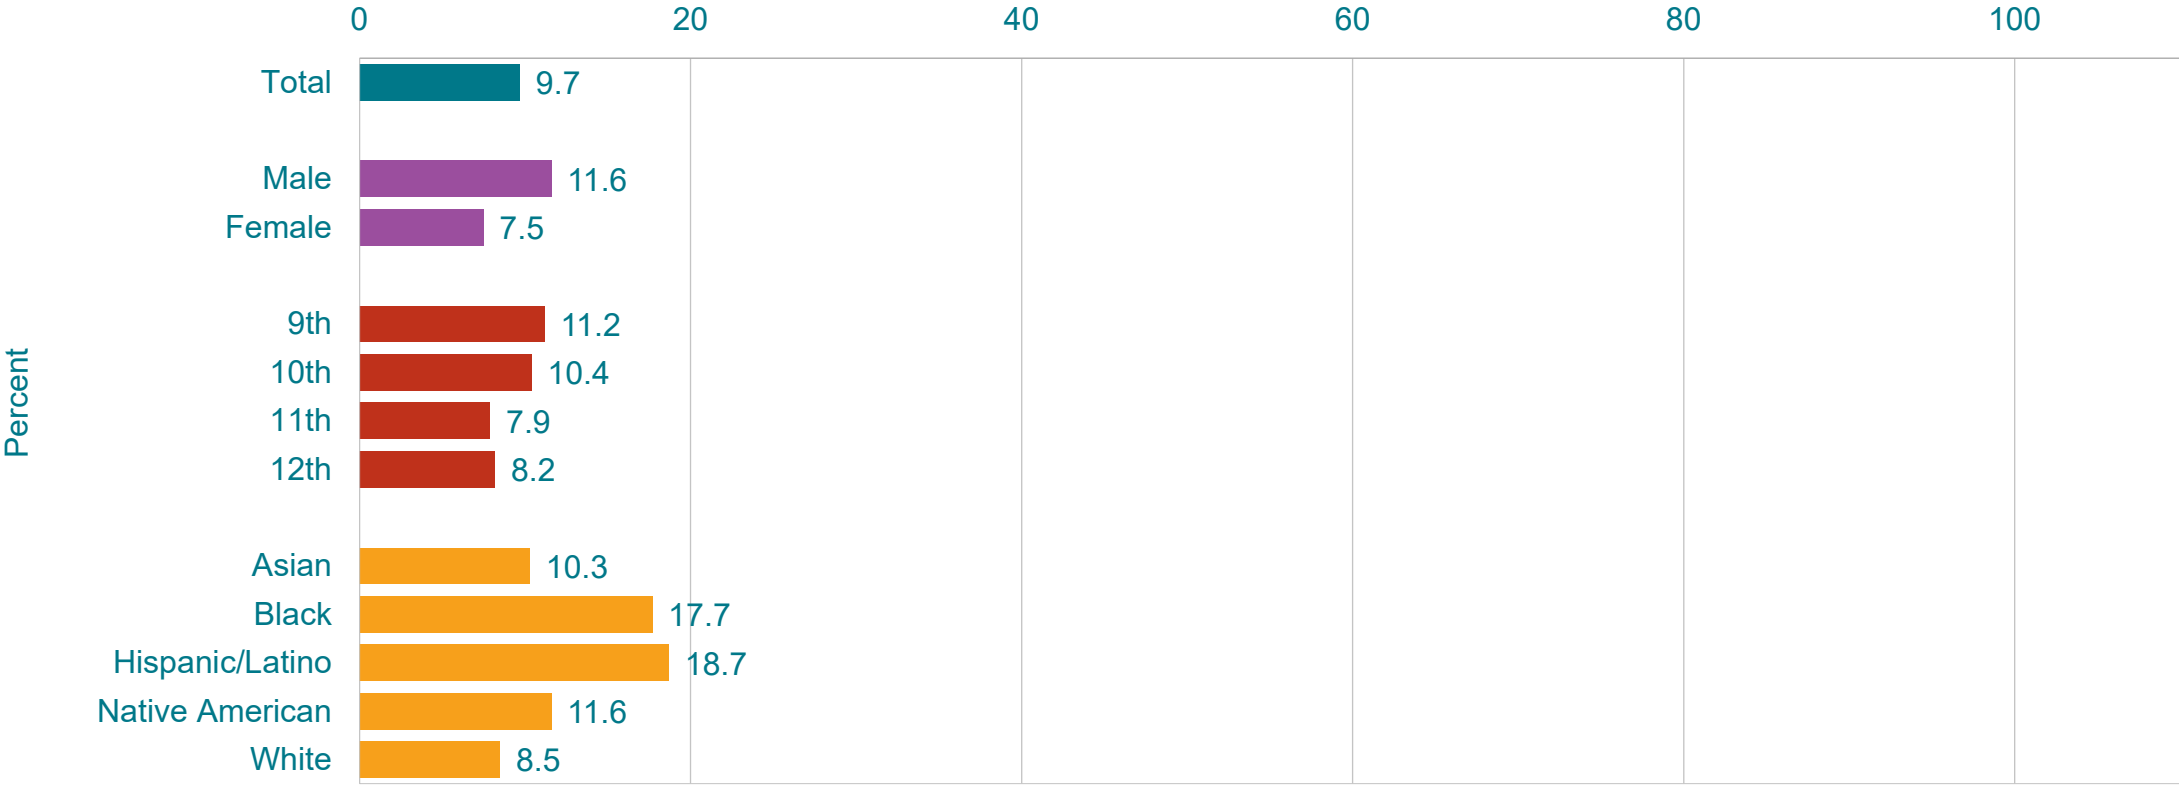 0 20 40 60 80 100
Total 9.7
Male 11.6
Female 7.5
9th 11.2
10th 10.4
11th 7.9
12th 8.2
Asian 10.3
Black 17.7
Hispanic/Latino 18.7
Native American 11.6
White 8.5
Percent